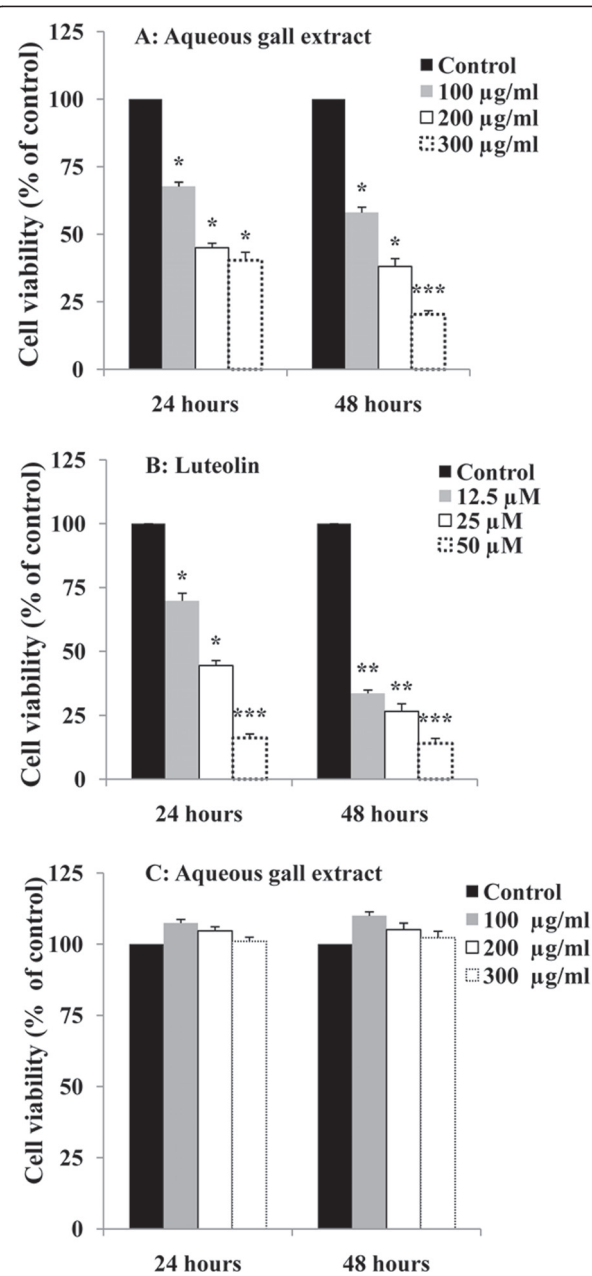 A: Aqueous gall extract
Cell viability (% of control)
125
100
75
50
25
0
Control
100 µg/ml
200 µg/ml
300 µg/ml
*
*
*
*
*
***
24 hours
48 hours
B: Luteolin
Cell viability (% of control)
125
100
75
50
25
0
Control
12.5 µM
25 µM
50 µM
*
*
***
**
**
***
24 hours
48 hours
C: Aqueous gall extract
Cell viability (% of control)
125
100
75
50
25
0
Control
100 µg/ml
200 µg/ml
300 µg/ml
24 hours
48 hours